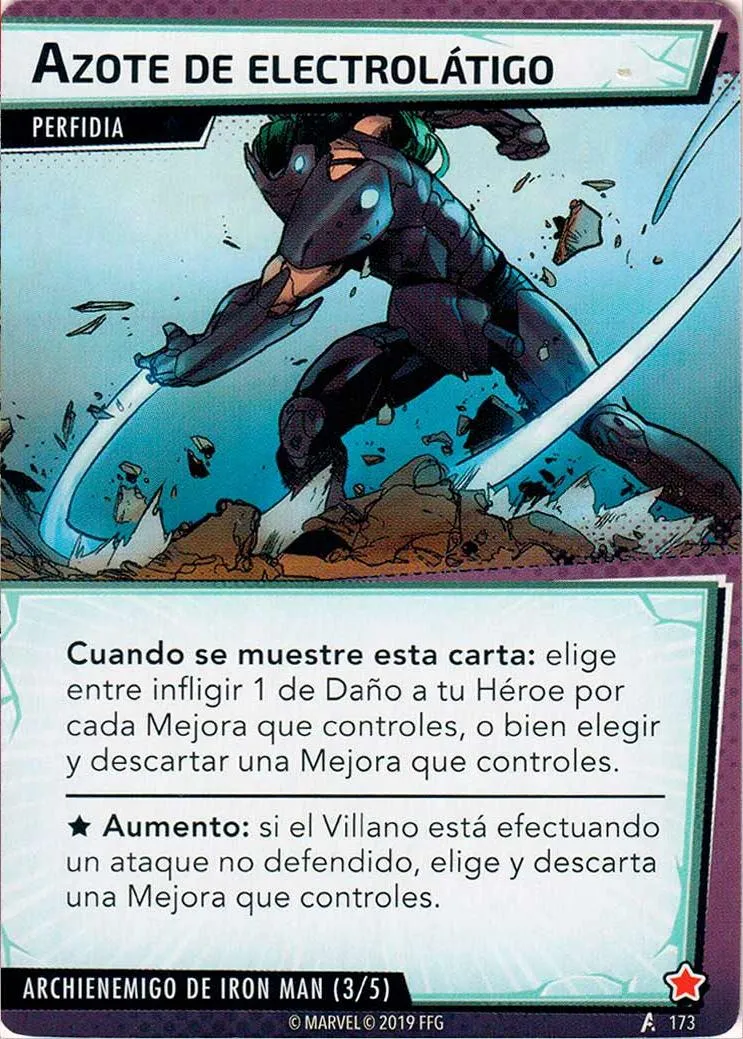 AZOTE DE ELECTROLÁTIGO
PERFIDIA
Cuando se muestre esta carta: elige
entre infligir 1 de Daño a tu Héroe por
cada Mejora que controles, o bien elegir
y descartar una Mejora que controles.
★ Aumento: si el Villano está efectuando
un ataque no defendido, elige y descarta
una Mejora que controles.
ARCHIENEMIGO DE IRON MAN (3/5)
© MARVEL © 2019 FFG
173